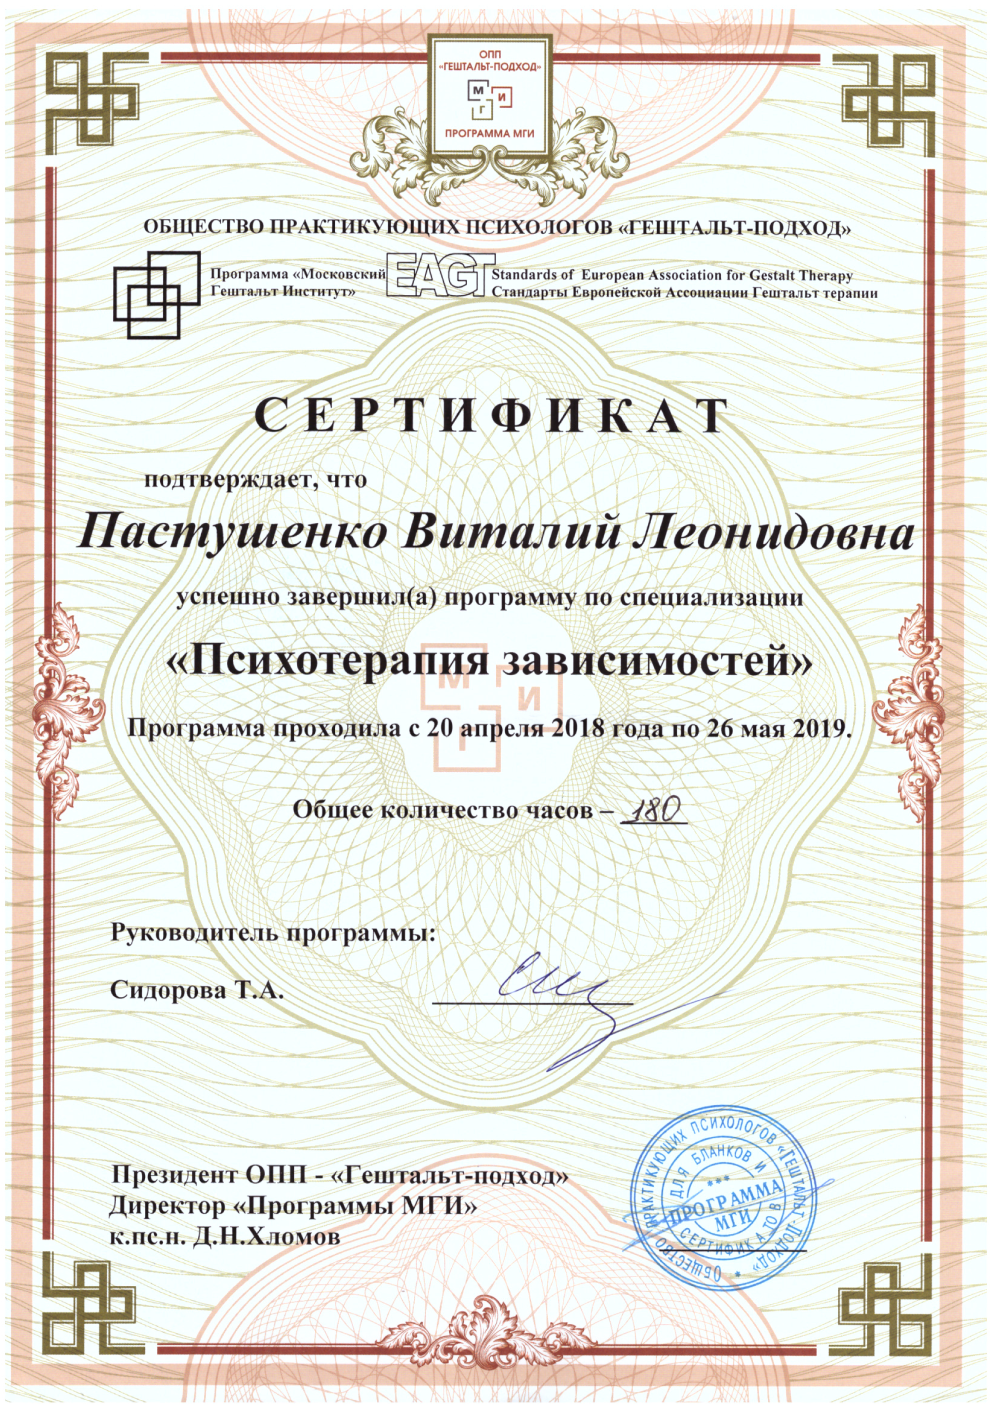 ОПП
«ГЕШТАЛЬТ-ПОДХОД»
М
И
Г
ПРОГРАММА МГИ
ОБЩЕСТВО ПРАКТИКУЮЩИХ ПСИХОЛОГОВ «ГЕШТАЛЬТ-ПОДХОД»
Программа «Московский
Гештальт Институт»
EAGT
Standards of European Association for Gestalt Therapy
Стандарты Европейской Ассоциации Гештальт терапии
СЕРТИФИКАТ
подтверждает, что
Пастушенко Виталий Леонидовна
успешно завершил(а) программу по специализации
«Психотерапия зависимостей»
М
И
Г
Программа проходила с 20 апреля 2018 года по 26 мая 2019.
Общее количество часов – 180
Руководитель программы:
Сидорова Т.А.
Президент ОПП - «Гештальт-подход»
Директор «Программы МГИ»
к.пс.н. Д.Н.Хломов
ОБЩЕСТВО ПРАКТИКУЮЩИХ ПСИХОЛОГОВ «ГЕШТАЛЬТ-ПОДХОД»
ДЛЯ БЛАНКОВ И СЕРТИФИКАТОВ
***
ПРОГРАММА
МГИ